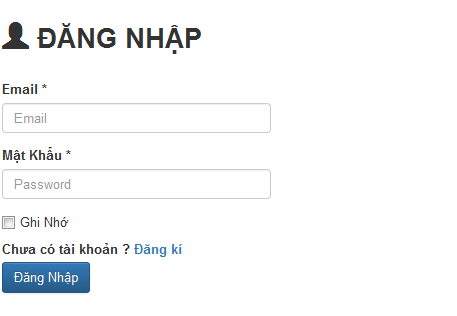 ĐĂNG NHẬP
Email *
Email
Mật Khẩu *
Password
Ghi Nhớ
Chưa có tài khoản ? Đăng kí
Đăng Nhập